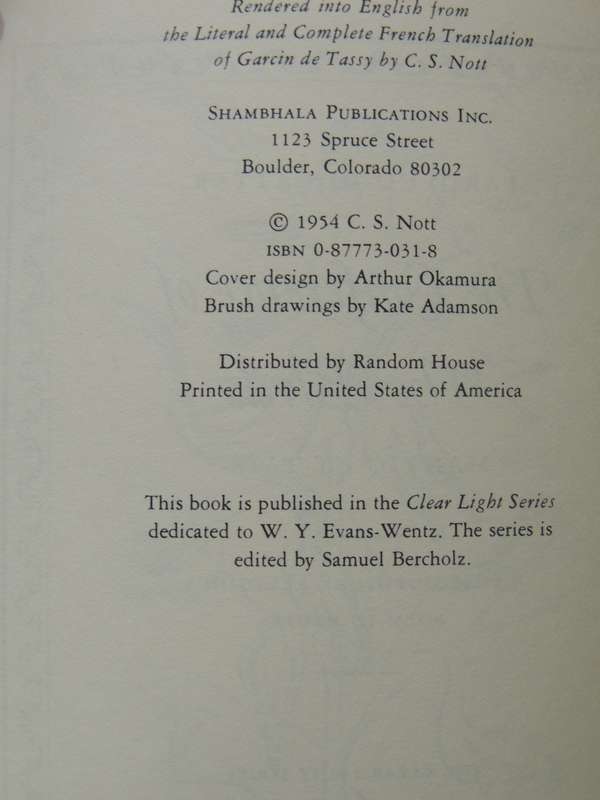 Rendered into English from
the Literal and Complete French Translation
of Garcin de Tassy by C. S. Nott
SHAMBHALA PUBLICATIONS INC.
1123 Spruce Street
Boulder, Colorado 80302
© 1954 C. S. Nott
ISBN 0-87773-031-8
Cover design by Arthur Okamura
Brush drawings by Kate Adamson
Distributed by Random House
Printed in the United States of America
This book is published in the Clear Light Series
dedicated to W. Y. Evans-Wentz. The series is
edited by Samuel Bercholz.